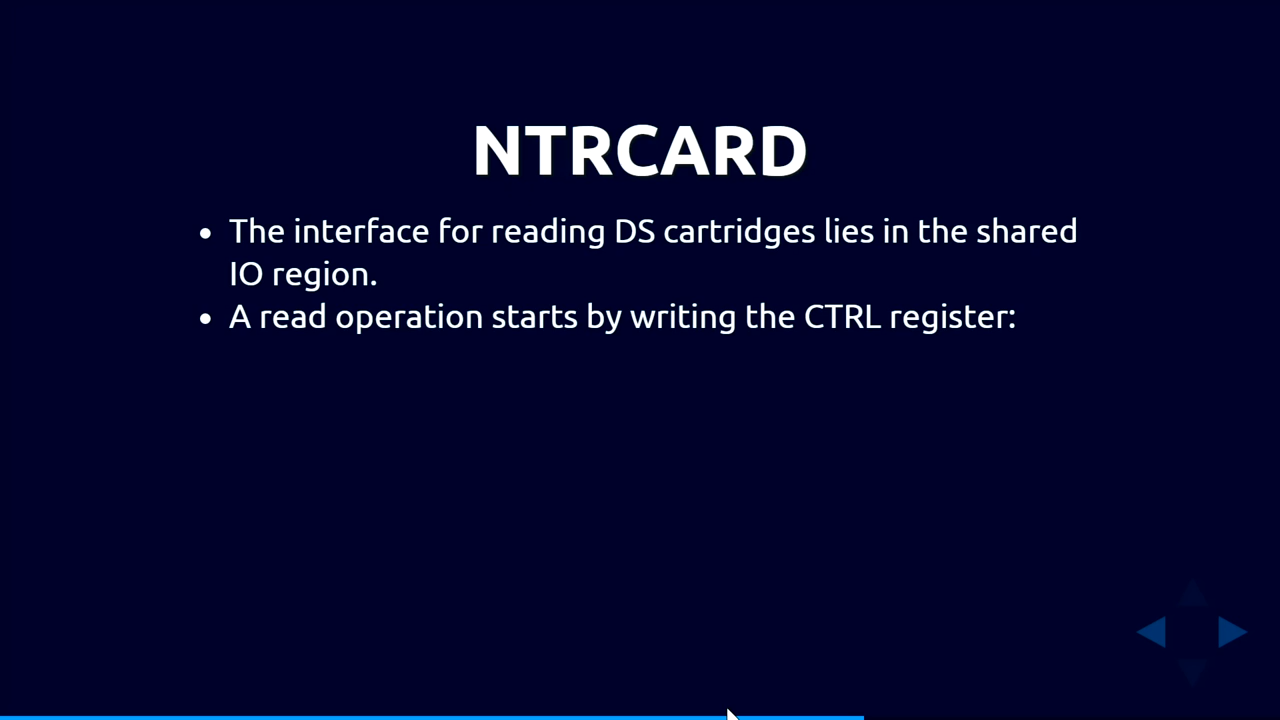 NTRCARD
• The interface for reading DS cartridges lies in the shared
IO region.
• A read operation starts by writing the CTRL register: